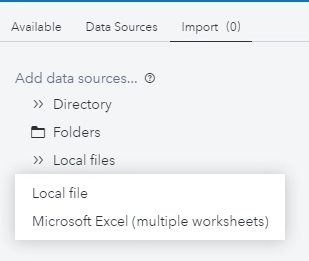 Available Data Sources Import (0)
Add data sources...
Directory
Folders
Local files
Local file
Microsoft Excel (multiple worksheets)